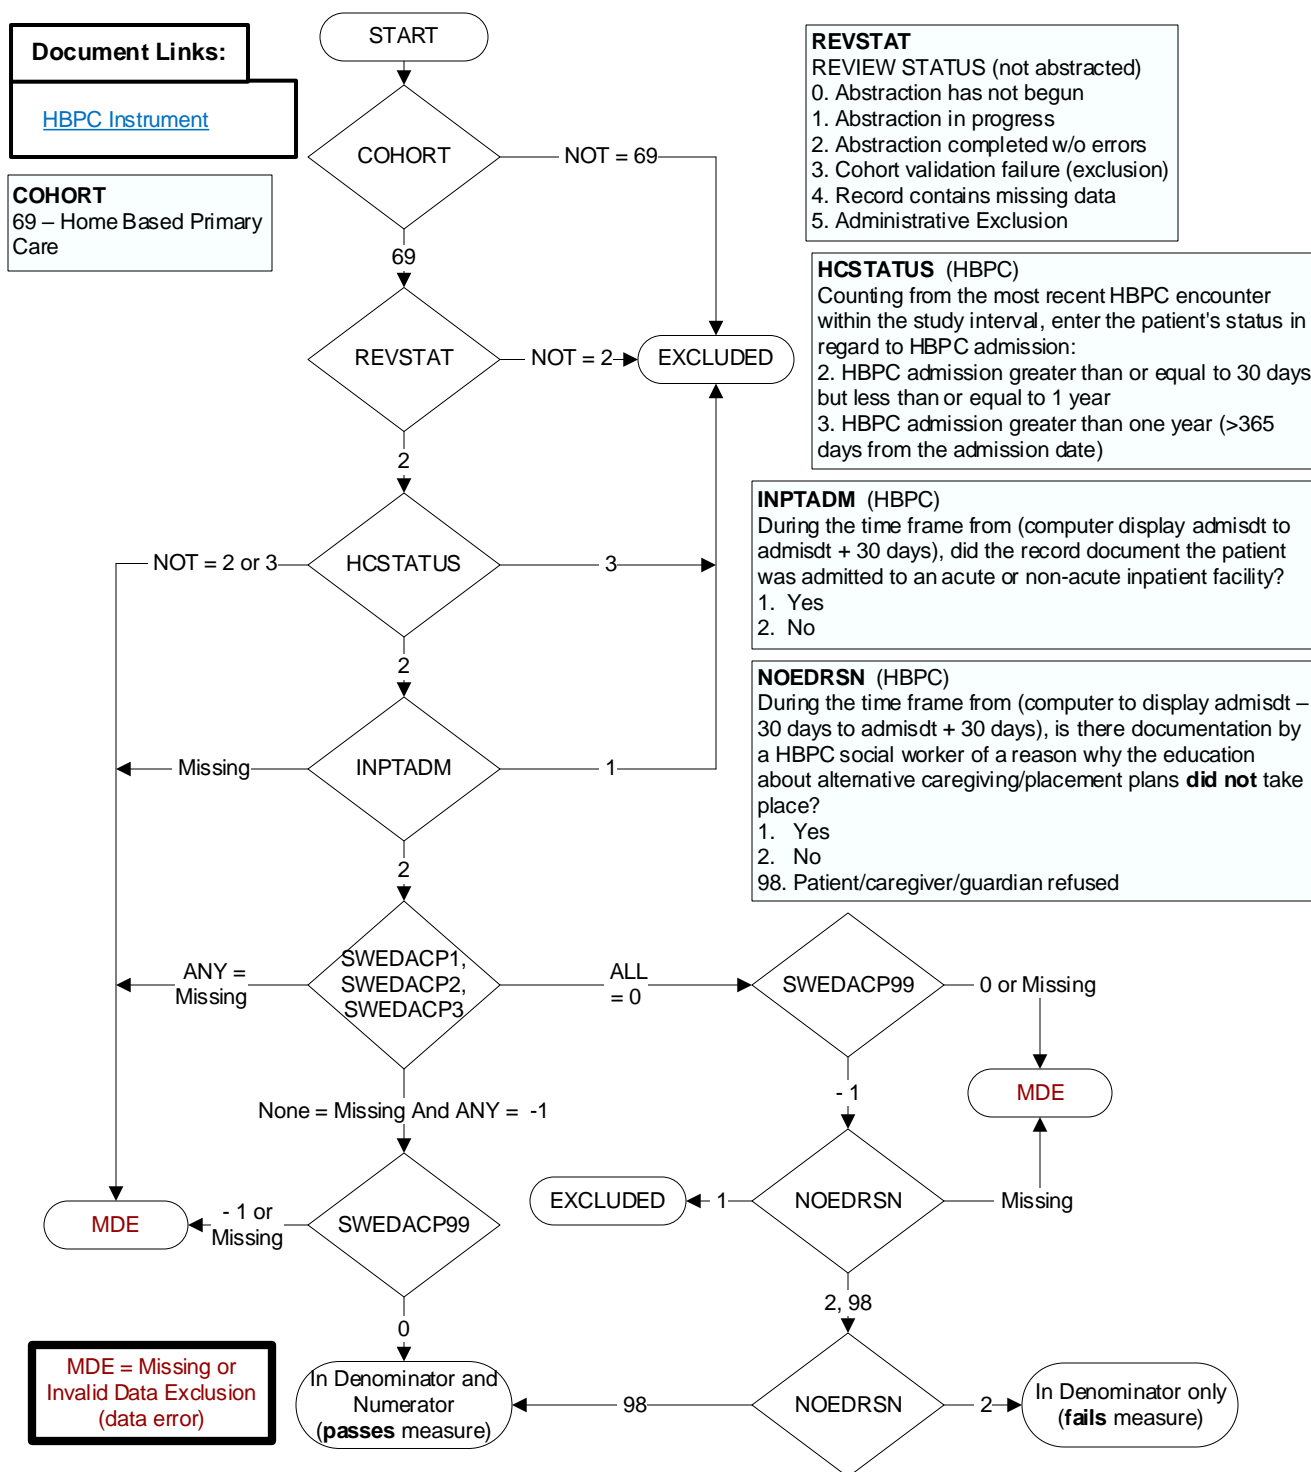 Document Links:
HBPC Instrument
COHORT
69 – Home Based Primary
Care
START
COHORT
NOT = 69
69
REVSTAT
NOT = 2
EXCLUDED
2
HCSTATUS
NOT = 2 or 3
3
2
INPTADM
Missing
1
2
SWEDACP1,
SWEDACP2,
SWEDACP3
ANY =
Missing
ALL
= 0
SWEDACP99
0 or Missing
MDE
- 1
None = Missing And ANY = -1
NOEDRSN
EXCLUDED
1
Missing
MDE
- 1 or
Missing
SWEDACP99
0
2, 98
MDE = Missing or
Invalid Data Exclusion
(data error)
In Denominator and
Numerator
(passes measure)
98
NOEDRSN
2
In Denominator only
(fails measure)
REVSTAT
REVIEW STATUS (not abstracted)
0. Abstraction has not begun
1. Abstraction in progress
2. Abstraction completed w/o errors
3. Cohort validation failure (exclusion)
4. Record contains missing data
5. Administrative Exclusion
HCSTATUS (HBPC)
Counting from the most recent HBPC encounter
within the study interval, enter the patient's status in
regard to HBPC admission:
2. HBPC admission greater than or equal to 30 days
but less than or equal to 1 year
3. HBPC admission greater than one year (>365
days from the admission date)
INPTADM (HBPC)
During the time frame from (computer display admisdt to
admisdt + 30 days), did the record document the patient
was admitted to an acute or non-acute inpatient facility?
1. Yes
2. No
NOEDRSN (HBPC)
During the time frame from (computer to display admisdt –
30 days to admisdt + 30 days), is there documentation by
a HBPC social worker of a reason why the education
about alternative caregiving/placement plans did not take
place?
1. Yes
2. No
98. Patient/caregiver/guardian refused